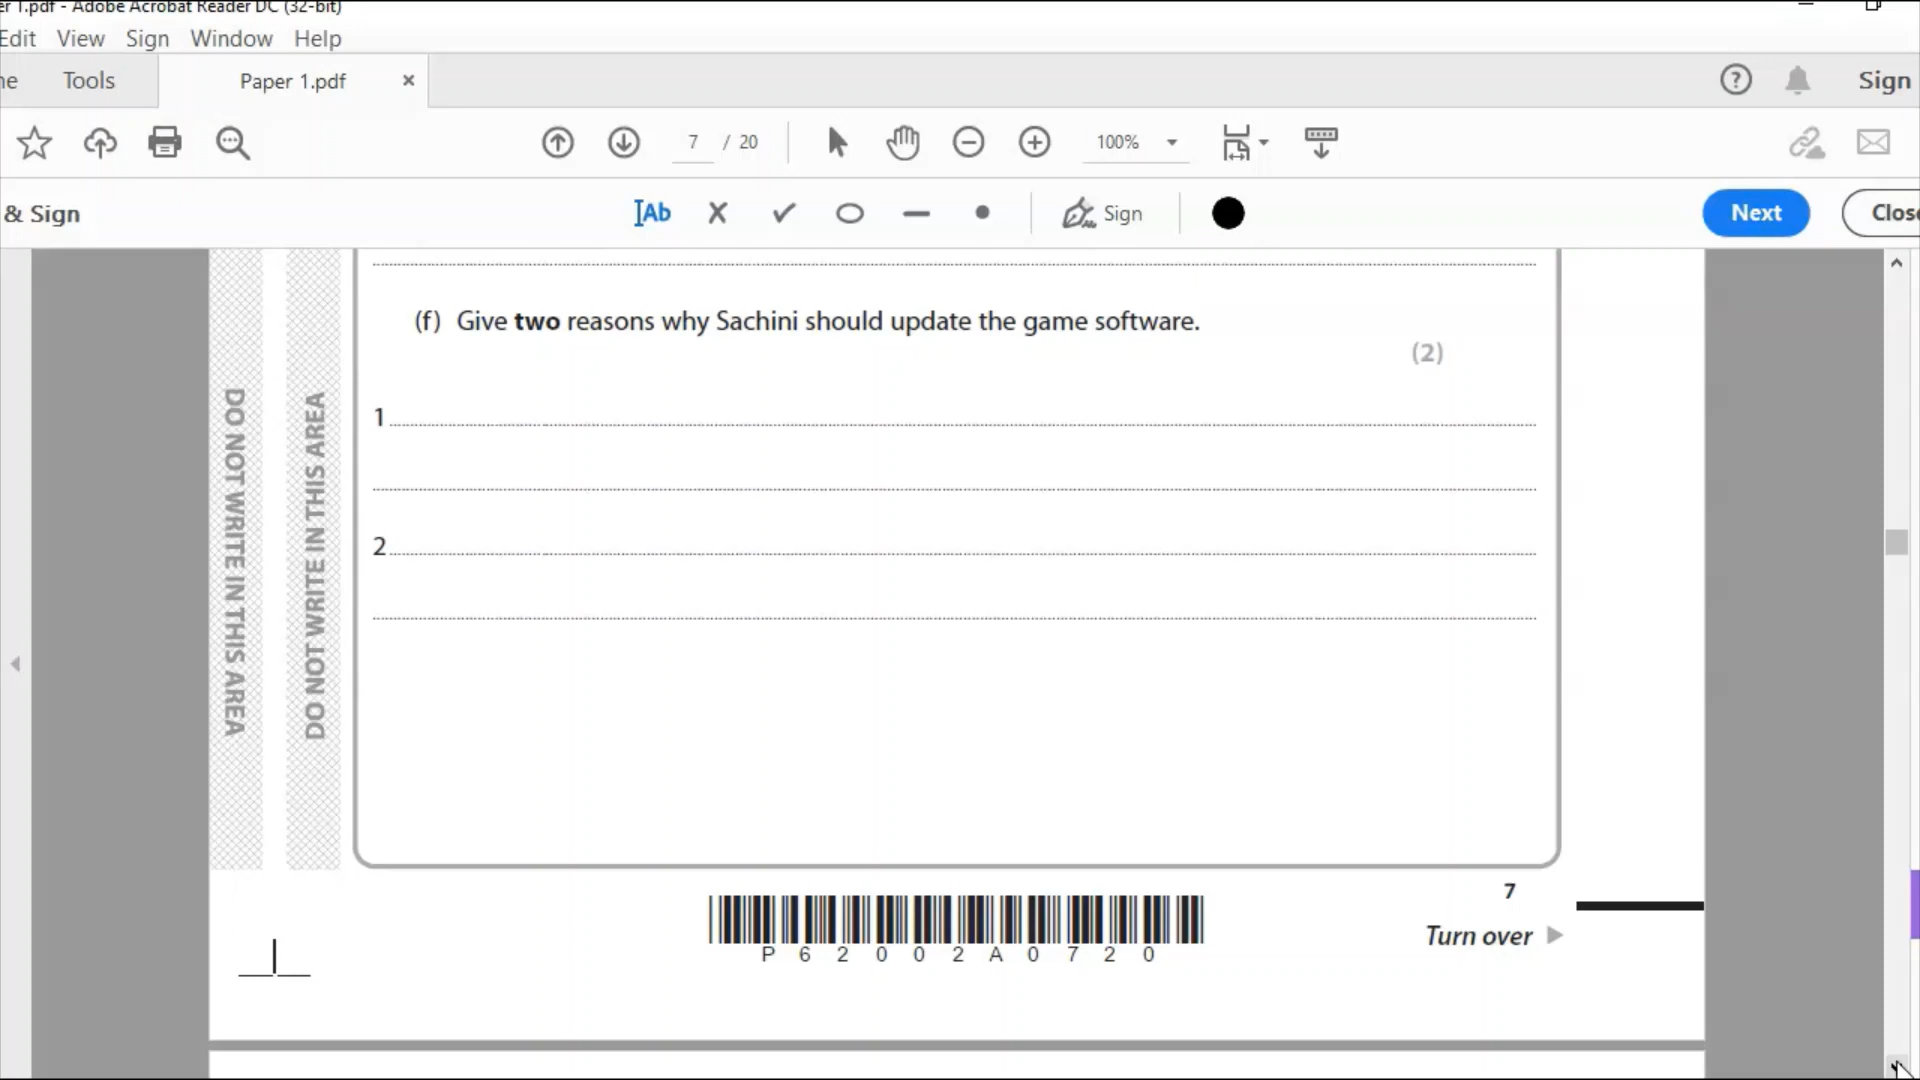 er 1.pdf - Adobe Acrobat Reader DC (32-bit)
Edit View Sign Window Help
ne Tools Paper 1.pdf × Sign
7 / 20 100%
& Sign Ab Sign Next Close
(f) Give two reasons why Sachini should update the game software.
(2)
1
2
DO NOT WRITE IN THIS AREA
DO NOT WRITE IN THIS AREA
7
P 6 2 0 0 2 A 0 7 2 0
Turn over